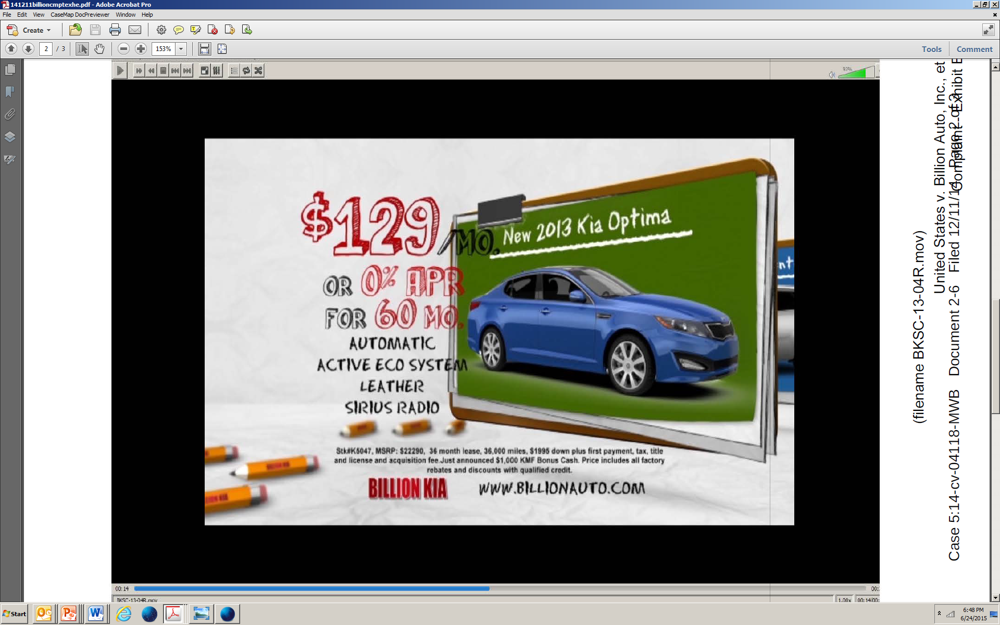 141211billioncmptexhe.pdf - Adobe Acrobat Pro
File Edit View CaseMap DocPreviewer Window Help
Create
2 / 3 153% Tools Comment
93%
$129/MO.
OR 0% APR
FOR 60 MO.
AUTOMATIC
ACTIVE ECO SYSTEM
LEATHER
SIRIUS RADIO
New 2013 Kia Optima
nt
Stk#K5047, MSRP: $22290, 36 month lease, 36,000 miles, $1995 down plus first payment, tax, title
and license and acquisition fee.Just announced $1,000 KMF Bonus Cash. Price includes all factory
rebates and discounts with qualified credit.
BILLION KIA WWW.BILLIONAUTO.COM
(filename BKSC-13-04R.mov)
United States v. Billion Auto, Inc., et
Complaint - Exhibit E
Case 5:14-cv-04118-MWB Document 2-6 Filed 12/11/14 Page 2 of 3
00:14 00:
BKSC-13-04R.mov 1.00x 00:14/00:
Start
6:48 PM
6/24/2015